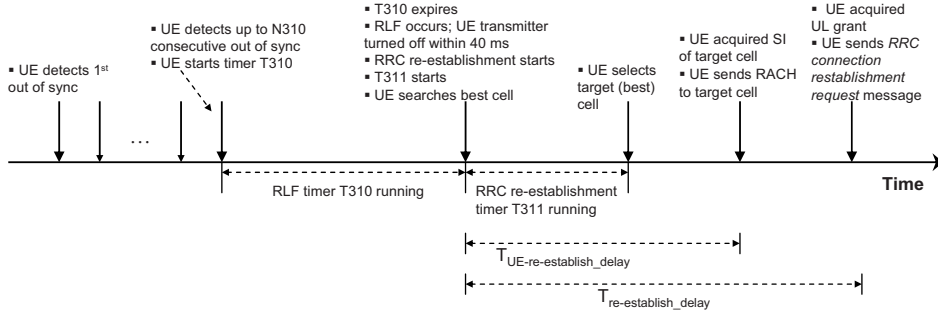 ▪ UE detects 1st
out of sync
▪ UE detects up to N310
consecutive out of sync
▪ UE starts timer T310
▪ T310 expires
▪ RLF occurs; UE transmitter
turned off within 40 ms
▪ RRC re-establishment starts
▪ T311 starts
▪ UE searches best cell
▪ UE selects
target (best)
cell
▪ UE acquired SI
of target cell
▪ UE sends RACH
to target cell
▪ UE acquired
UL grant
▪ UE sends RRC
connection
restablishment
request message
...
RLF timer T310 running
RRC re-establishment
timer T311 running
Time
TUE-re-establish_delay
Tre-establish_delay